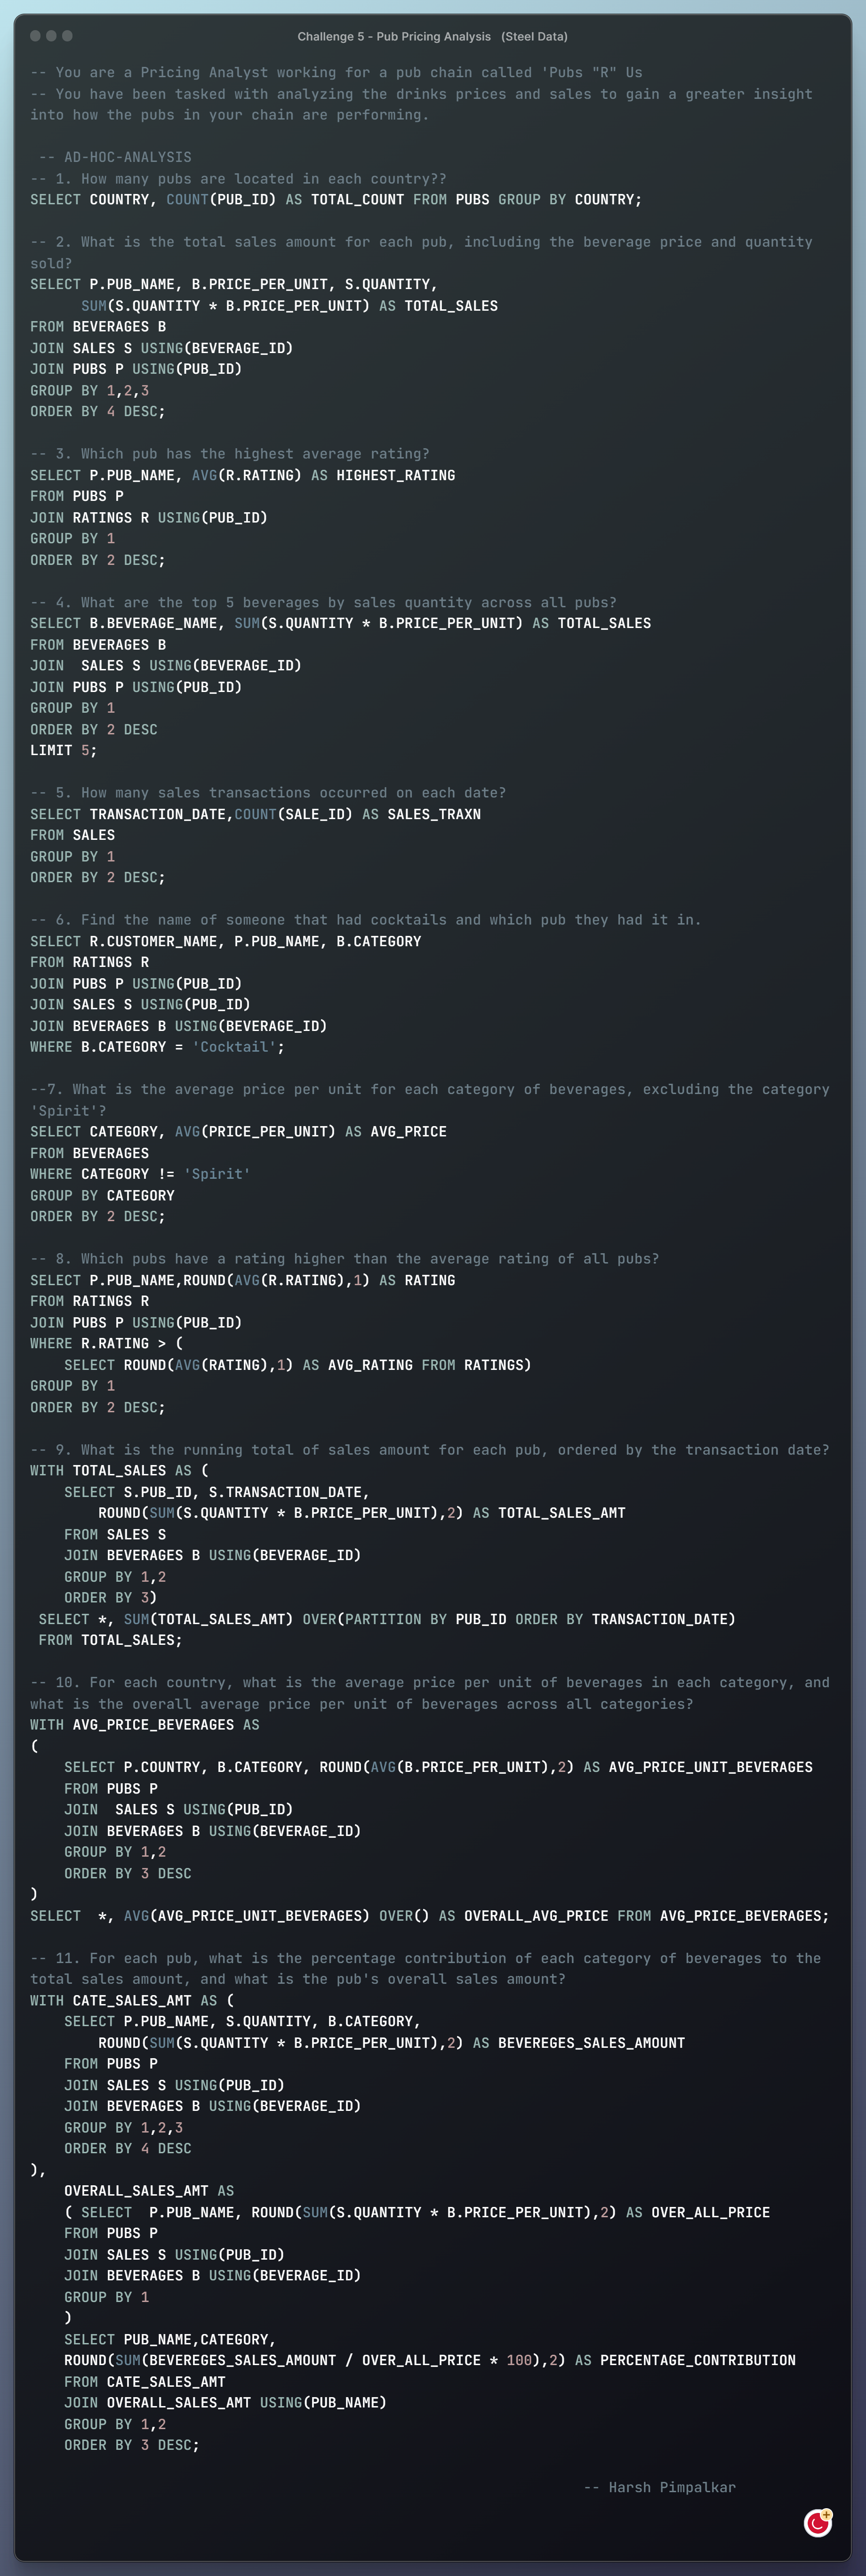 Challenge 5 - Pub Pricing Analysis (Steel Data)
-- You are a Pricing Analyst working for a pub chain called 'Pubs "R" Us
-- You have been tasked with analyzing the drinks prices and sales to gain a greater insight
into how the pubs in your chain are performing.
-- AD-HOC-ANALYSIS
-- 1. How many pubs are located in each country??
SELECT COUNTRY, COUNT(PUB_ID) AS TOTAL_COUNT FROM PUBS GROUP BY COUNTRY;
-- 2. What is the total sales amount for each pub, including the beverage price and quantity
sold?
SELECT P.PUB_NAME, B.PRICE_PER_UNIT, S.QUANTITY,
SUM(S.QUANTITY * B.PRICE_PER_UNIT) AS TOTAL_SALES
FROM BEVERAGES B
JOIN SALES S USING(BEVERAGE_ID)
JOIN PUBS P USING(PUB_ID)
GROUP BY 1,2,3
ORDER BY 4 DESC;
-- 3. Which pub has the highest average rating?
SELECT P.PUB_NAME, AVG(R.RATING) AS HIGHEST_RATING
FROM PUBS P
JOIN RATINGS R USING(PUB_ID)
GROUP BY 1
ORDER BY 2 DESC;
-- 4. What are the top 5 beverages by sales quantity across all pubs?
SELECT B.BEVERAGE_NAME, SUM(S.QUANTITY * B.PRICE_PER_UNIT) AS TOTAL_SALES
FROM BEVERAGES B
JOIN  SALES S USING(BEVERAGE_ID)
JOIN PUBS P USING(PUB_ID)
GROUP BY 1
ORDER BY 2 DESC
LIMIT 5;
-- 5. How many sales transactions occurred on each date?
SELECT TRANSACTION_DATE,COUNT(SALE_ID) AS SALES_TRAXN
FROM SALES
GROUP BY 1
ORDER BY 2 DESC;
-- 6. Find the name of someone that had cocktails and which pub they had it in.
SELECT R.CUSTOMER_NAME, P.PUB_NAME, B.CATEGORY
FROM RATINGS R
JOIN PUBS P USING(PUB_ID)
JOIN SALES S USING(PUB_ID)
JOIN BEVERAGES B USING(BEVERAGE_ID)
WHERE B.CATEGORY = 'Cocktail';
--7. What is the average price per unit for each category of beverages, excluding the category
'Spirit'?
SELECT CATEGORY, AVG(PRICE_PER_UNIT) AS AVG_PRICE
FROM BEVERAGES
WHERE CATEGORY != 'Spirit'
GROUP BY CATEGORY
ORDER BY 2 DESC;
-- 8. Which pubs have a rating higher than the average rating of all pubs?
SELECT P.PUB_NAME,ROUND(AVG(R.RATING),1) AS RATING
FROM RATINGS R
JOIN PUBS P USING(PUB_ID)
WHERE R.RATING > (
SELECT ROUND(AVG(RATING),1) AS AVG_RATING FROM RATINGS)
GROUP BY 1
ORDER BY 2 DESC;
-- 9. What is the running total of sales amount for each pub, ordered by the transaction date?
WITH TOTAL_SALES AS (
SELECT S.PUB_ID, S.TRANSACTION_DATE,
ROUND(SUM(S.QUANTITY * B.PRICE_PER_UNIT),2) AS TOTAL_SALES_AMT
FROM SALES S
JOIN BEVERAGES B USING(BEVERAGE_ID)
GROUP BY 1,2
ORDER BY 3)
SELECT *, SUM(TOTAL_SALES_AMT) OVER(PARTITION BY PUB_ID ORDER BY TRANSACTION_DATE)
FROM TOTAL_SALES;
-- 10. For each country, what is the average price per unit of beverages in each category, and
what is the overall average price per unit of beverages across all categories?
WITH AVG_PRICE_BEVERAGES AS
(
SELECT P.COUNTRY, B.CATEGORY, ROUND(AVG(B.PRICE_PER_UNIT),2) AS AVG_PRICE_UNIT_BEVERAGES
FROM PUBS P
JOIN  SALES S USING(PUB_ID)
JOIN BEVERAGES B USING(BEVERAGE_ID)
GROUP BY 1,2
ORDER BY 3 DESC
)
SELECT  *, AVG(AVG_PRICE_UNIT_BEVERAGES) OVER() AS OVERALL_AVG_PRICE FROM AVG_PRICE_BEVERAGES;
-- 11. For each pub, what is the percentage contribution of each category of beverages to the
total sales amount, and what is the pub's overall sales amount?
WITH CATE_SALES_AMT AS (
SELECT P.PUB_NAME, S.QUANTITY, B.CATEGORY,
ROUND(SUM(S.QUANTITY * B.PRICE_PER_UNIT),2) AS BEVEREGES_SALES_AMOUNT
FROM PUBS P
JOIN SALES S USING(PUB_ID)
JOIN BEVERAGES B USING(BEVERAGE_ID)
GROUP BY 1,2,3
ORDER BY 4 DESC
),
OVERALL_SALES_AMT AS
( SELECT  P.PUB_NAME, ROUND(SUM(S.QUANTITY * B.PRICE_PER_UNIT),2) AS OVER_ALL_PRICE
FROM PUBS P
JOIN SALES S USING(PUB_ID)
JOIN BEVERAGES B USING(BEVERAGE_ID)
GROUP BY 1
)
SELECT PUB_NAME,CATEGORY,
ROUND(SUM(BEVEREGES_SALES_AMOUNT / OVER_ALL_PRICE * 100),2) AS PERCENTAGE_CONTRIBUTION
FROM CATE_SALES_AMT
JOIN OVERALL_SALES_AMT USING(PUB_NAME)
GROUP BY 1,2
ORDER BY 3 DESC;
-- Harsh Pimpalkar